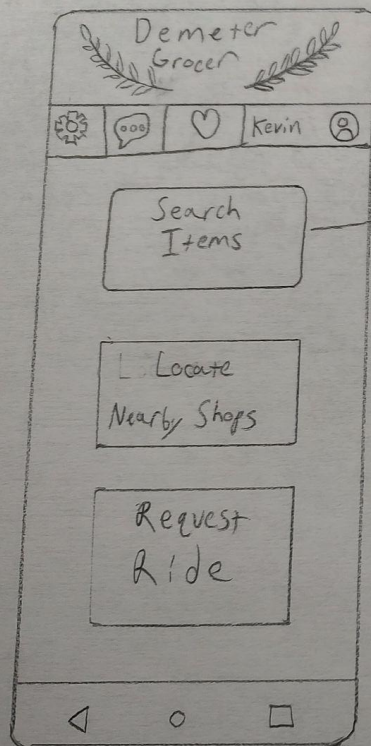 Demeter
Grocer
Kevin
Search
Items
Locate
Nearby Shops
Request
Ride